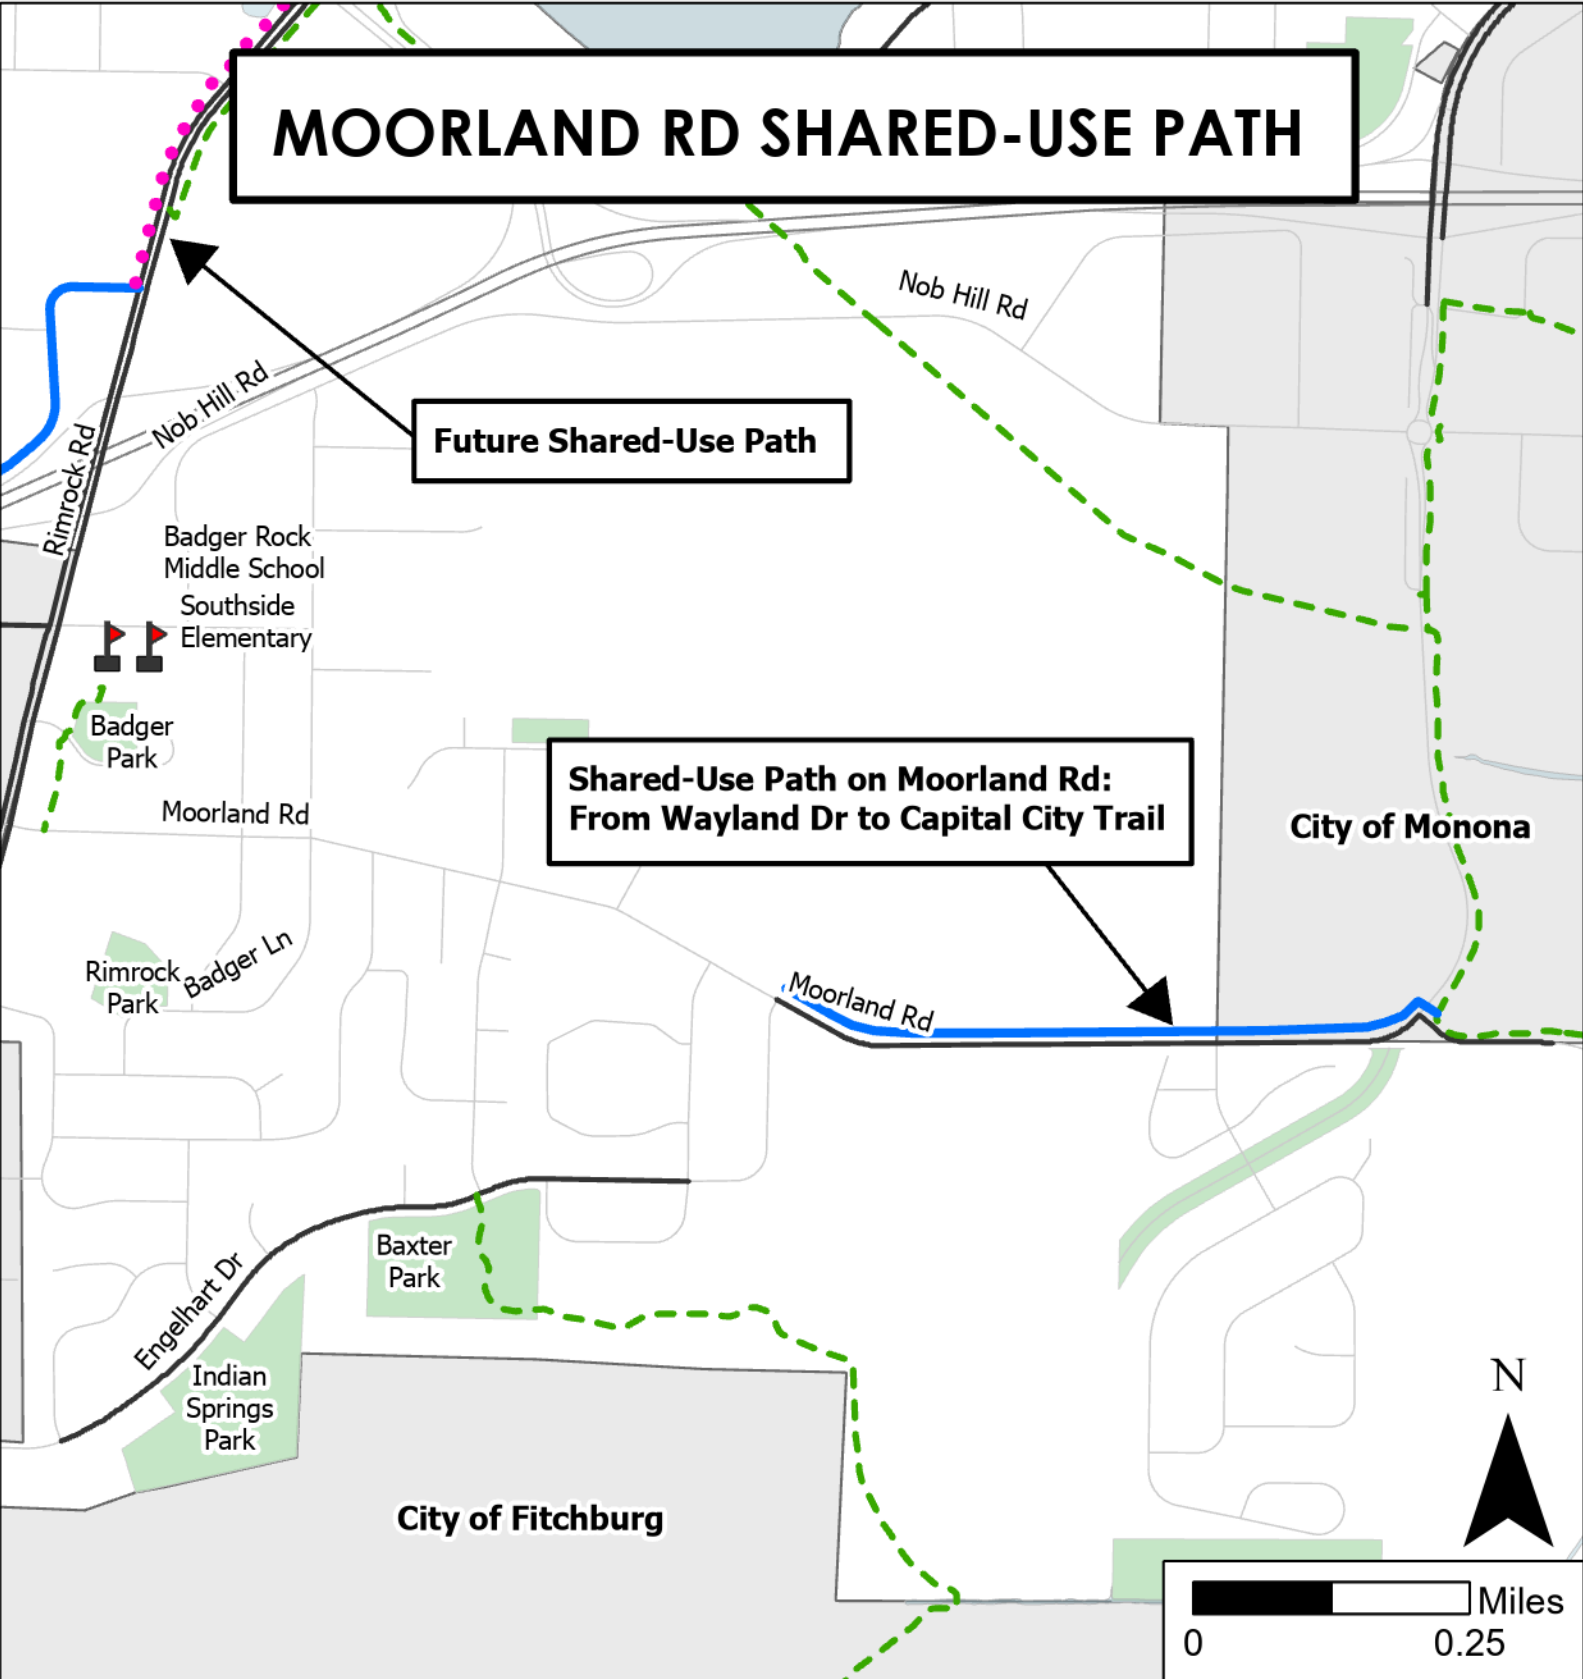 MOORLAND RD SHARED-USE PATH
Nob Hill Rd
Nob Hill Rd
Future Shared-Use Path
Rimrock Rd
Badger Rock
Middle School
Southside
Elementary
Badger
Park
Shared-Use Path on Moorland Rd:
From Wayland Dr to Capital City Trail
Moorland Rd
City of Monona
Badger Ln
Rimrock
Park
Moorland Rd
Baxter
Park
Engelhart Dr
Indian
Springs
Park
N
City of Fitchburg
Miles
0 0.25